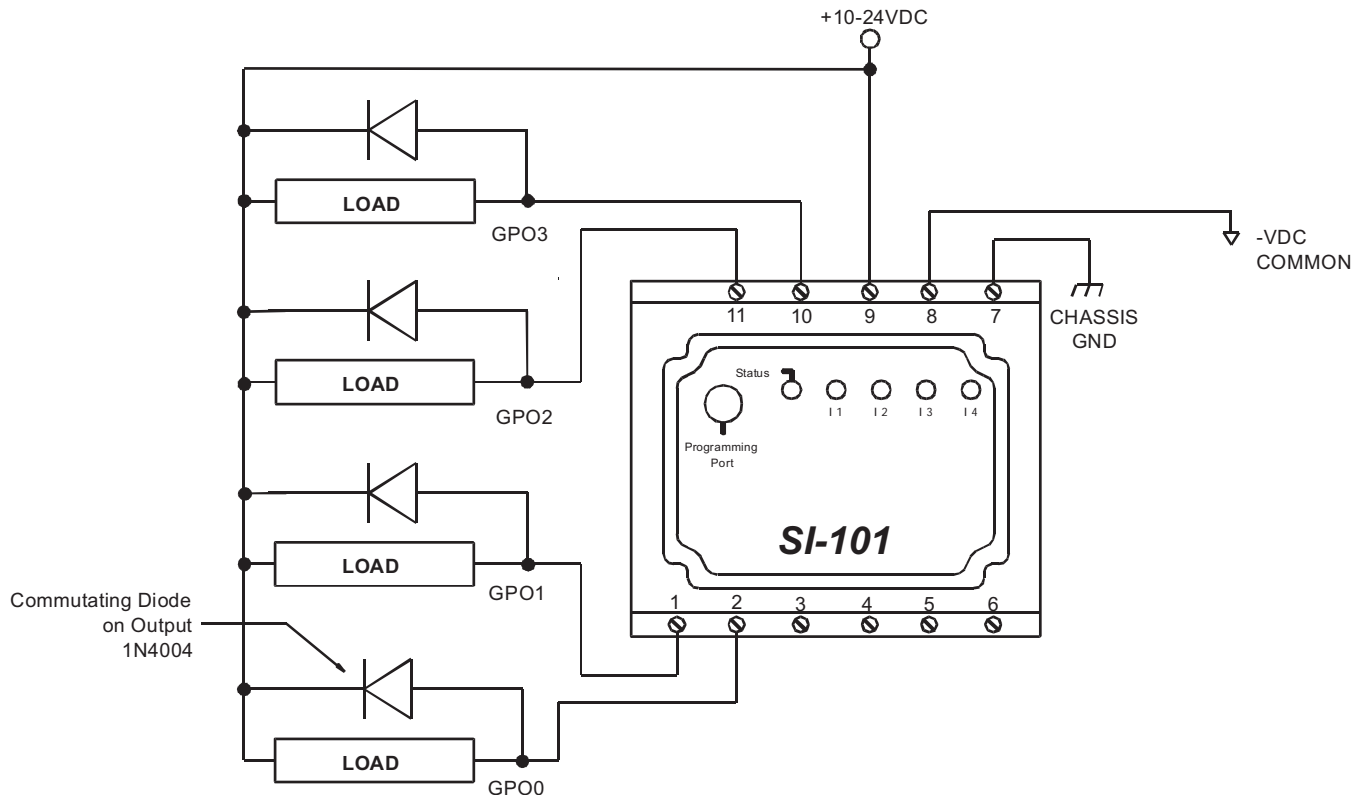 +10-24VDC
LOAD
GPO3
-VDC
COMMON
LOAD
GPO2
11 10 9 8 7
CHASSIS
GND
Status
I 1 I 2 I 3 I 4
Programming
Port
SI-101
LOAD
GPO1
1 2 3 4 5 6
Commutating Diode
on Output
1N4004
LOAD
GPO0